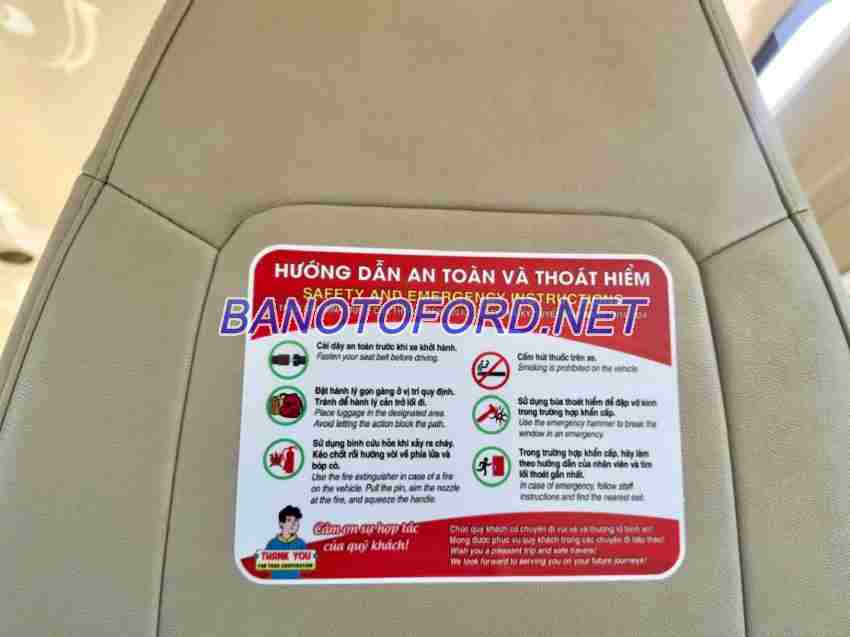 HƯỚNG DẪN AN TOÀN VÀ THOÁT HIỂM
SAFETY AND EMERGENCY INSTRUCTIONS
BANOTOFORD.NET
Cài dây an toàn trước khi xe khởi hành.
Fasten your seat belt before driving.
Đặt hành lý gọn gàng ở vị trí quy định.
Tránh để hành lý cản trở lối đi.
Place luggage in the designated area.
Avoid letting the action block the path.
Sử dụng bình cứu hỏa khi xảy ra cháy.
Kéo chốt rồi hướng vòi về phía lửa và
bóp cò.
Use the fire extinguisher in case of a fire
on the vehicle. Pull the pin, aim the nozzle
at the fire, and squeeze the handle.
Cấm hút thuốc trên xe.
Smoking is prohibited on the vehicle.
Sử dụng búa thoát hiểm để đập vỡ kính
trong trường hợp khẩn cấp.
Use the emergency hammer to break the
window in an emergency.
Trong trường hợp khẩn cấp, hãy làm
theo hướng dẫn của nhân viên và tìm
lối thoát gần nhất.
In case of emergency, follow staff
instructions and find the nearest exit.
THANK YOU
FOR YOUR COOPERATION
Cảm ơn sự hợp tác
của quý khách!
Chúc quý khách có chuyến đi vui vẻ và thượng lộ bình an!
Mong được phục vụ quý khách trong các chuyến đi tiếp theo!
Wish you a pleasant trip and safe travels!
We look forward to serving you on your future journeys!